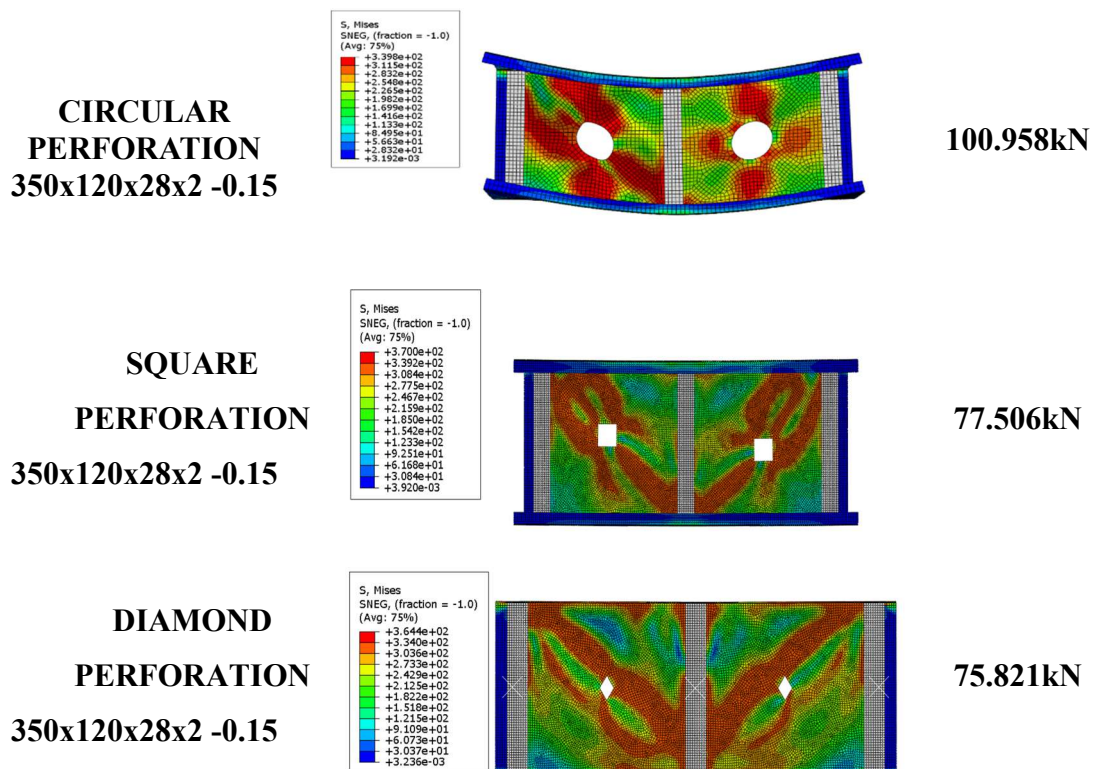 S, Mises
SNEG, (fraction = -1.0)
(Avg: 75%)
+3.398e+02
+3.115e+02
+2.832e+02
+2.548e+02
+2.265e+02
+1.982e+02
+1.699e+02
+1.416e+02
+1.133e+02
+8.495e+01
+5.663e+01
+2.832e+01
+3.192e-03
CIRCULAR
PERFORATION
350x120x28x2 -0.15
100.958kN
S, Mises
SNEG, (fraction = -1.0)
(Avg: 75%)
+3.700e+02
+3.392e+02
+3.084e+02
+2.775e+02
+2.467e+02
+2.159e+02
+1.850e+02
+1.542e+02
+1.233e+02
+9.251e+01
+6.168e+01
+3.084e+01
+3.920e-03
SQUARE
PERFORATION
350x120x28x2 -0.15
77.506kN
S, Mises
SNEG, (fraction = -1.0)
(Avg: 75%)
+3.644e+02
+3.340e+02
+3.036e+02
+2.733e+02
+2.429e+02
+2.125e+02
+1.822e+02
+1.518e+02
+1.215e+02
+9.109e+01
+6.073e+01
+3.037e+01
+3.236e-03
DIAMOND
PERFORATION
350x120x28x2 -0.15
75.821kN